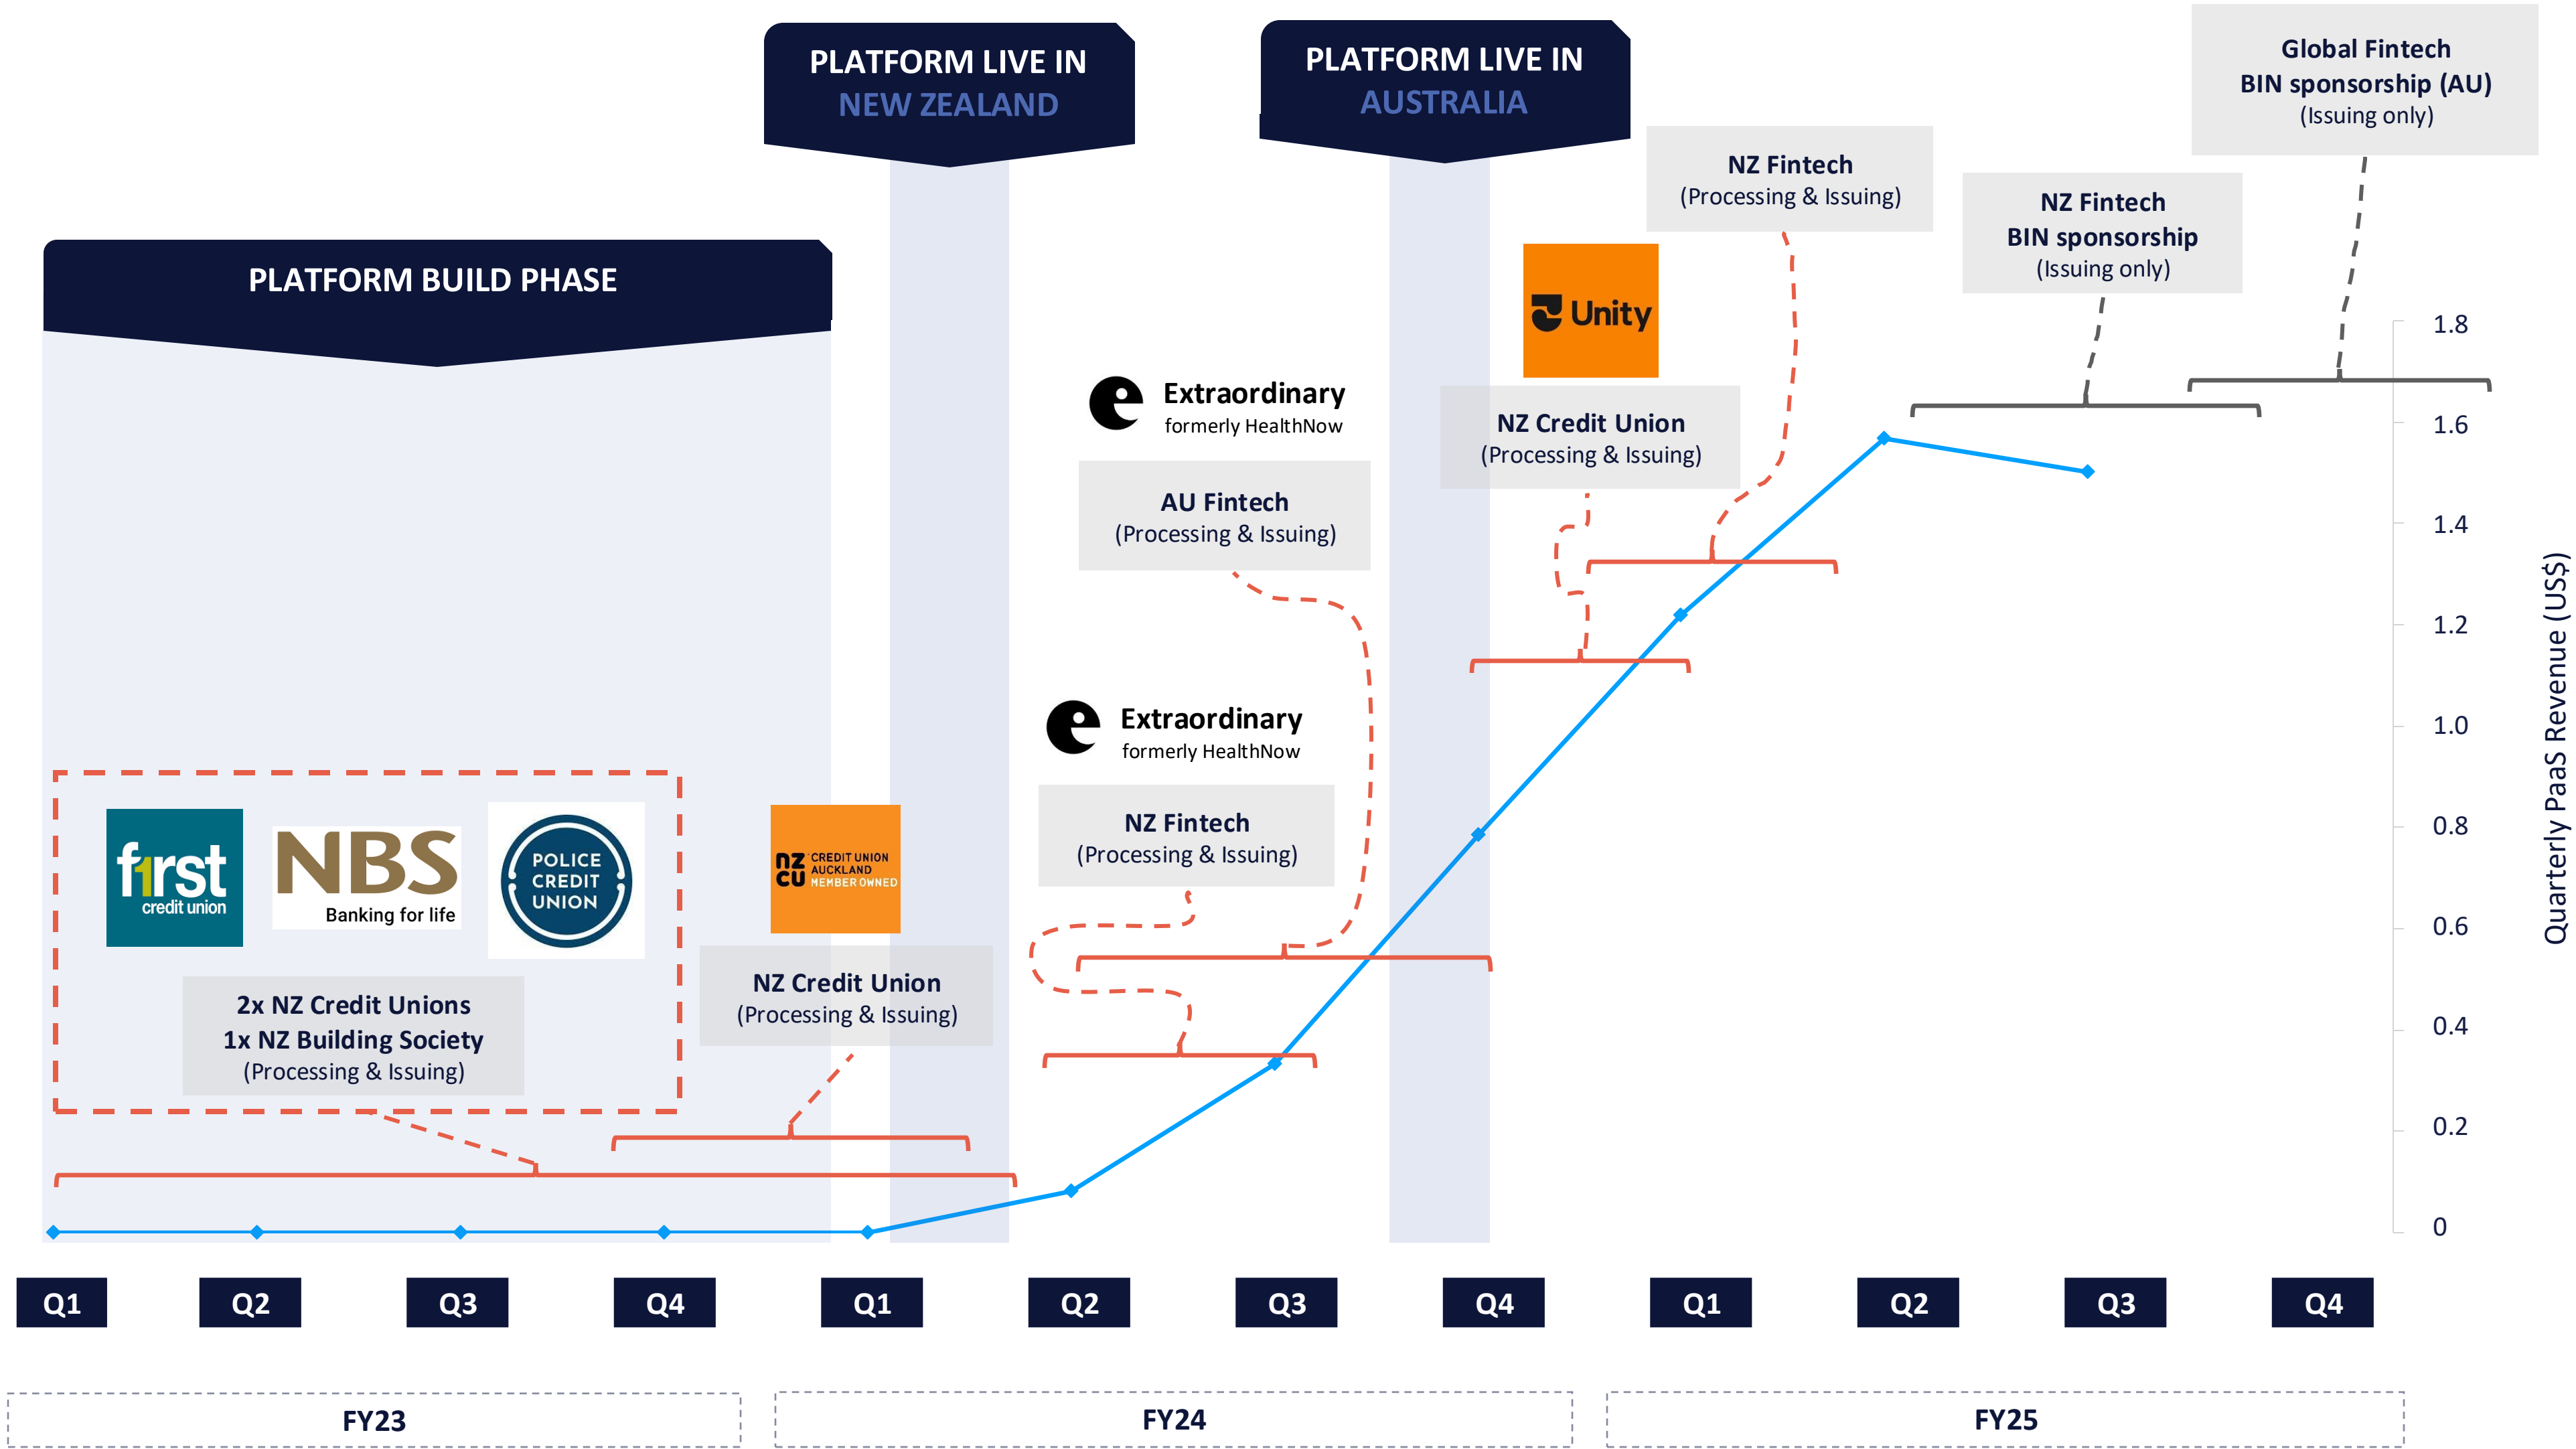 PLATFORM LIVE IN
NEW ZEALAND
PLATFORM LIVE IN
AUSTRALIA
Global Fintech
BIN sponsorship (AU)
(Issuing only)
NZ Fintech
(Processing & Issuing)
NZ Fintech
BIN sponsorship
(Issuing only)
PLATFORM BUILD PHASE
Unity
NZ Credit Union
(Processing & Issuing)
e
Extraordinary
formerly HealthNow
AU Fintech
(Processing & Issuing)
e
Extraordinary
formerly HealthNow
NZ Fintech
(Processing & Issuing)
f1rst
credit union
NBS
Banking for life
POLICE
CREDIT
UNION
2x NZ Credit Unions
1x NZ Building Society
(Processing & Issuing)
nz CREDIT UNION
CU AUCKLAND
MEMBER OWNED
NZ Credit Union
(Processing & Issuing)
1.8
1.6
1.4
1.2
1.0
0.8
0.6
0.4
0.2
0
Quarterly PaaS Revenue (US$)
Q1 Q2 Q3 Q4 Q1 Q2 Q3 Q4 Q1 Q2 Q3 Q4
FY23 FY24 FY25